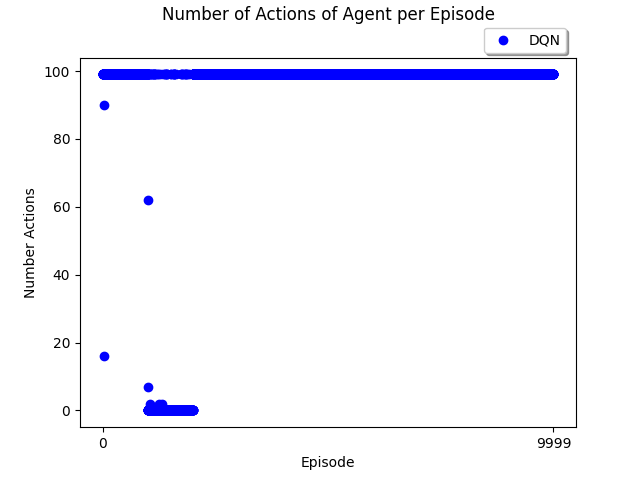 Number of Actions of Agent per Episode
DQN
100
80
60
40
20
0
Number Actions
0
9999
Episode